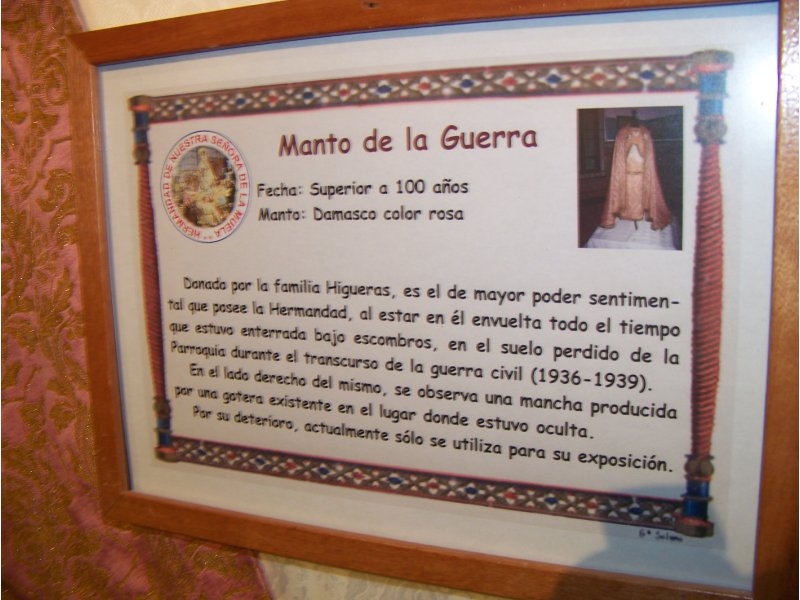 Manto de la Guerra
HERMANDAD DE NUESTRA SEÑORA DE LA MUELA
Fecha: Superior a 100 años
Manto: Damasco color rosa
Donado por la familia Higueras, es el de mayor poder sentimen-
tal que posee la Hermandad, al estar en él envuelta todo el tiempo
que estuvo enterrada bajo escombros, en el suelo perdido de la
Parroquia durante el transcurso de la guerra civil (1936-1939).
En el lado derecho del mismo, se observa una mancha producida
por una gotera existente en el lugar donde estuvo oculta.
Por su deterioro, actualmente sólo se utiliza para su exposición.